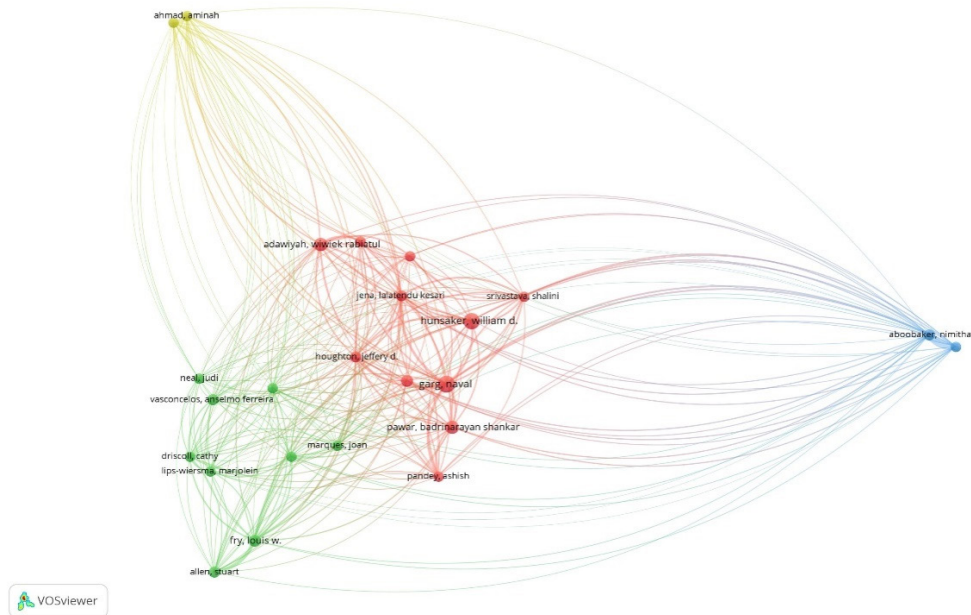 ahmad, aminah
adawiyah, wiwiek rabiatul
jena, lalatendu kesari
srivastava, shalini
hunsaker, william d.
aboobaker, nimitha
houghton, jeffery d.
neal, judi
garg, naval
vasconcelos, anselmo ferreira
pawar, badrinarayan shankar
marques, joan
driscoll, cathy
lips-wiersma, marjolein
pandey, ashish
fry, louis w.
allen, stuart
VOSviewer